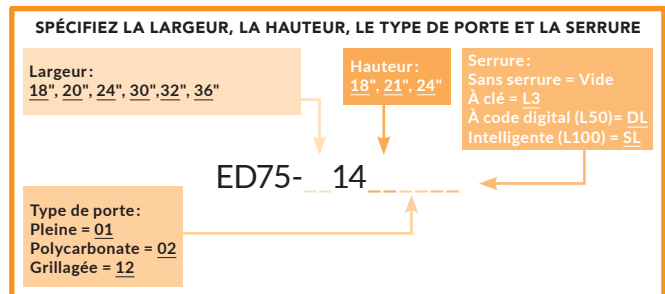 SPÉCIFIEZ LA LARGEUR, LA HAUTEUR, LE TYPE DE PORTE ET LA SERRURE
Largeur:
18", 20", 24", 30",32", 36"
Hauteur:
18", 21", 24"
Serrure:
Sans serrure = Vide
À clé = L3
À code digital (L50)= DL
Intelligente (L100) = SL
ED75-__14______
Type de porte:
Pleine = 01
Polycarbonate = 02
Grillagée = 12